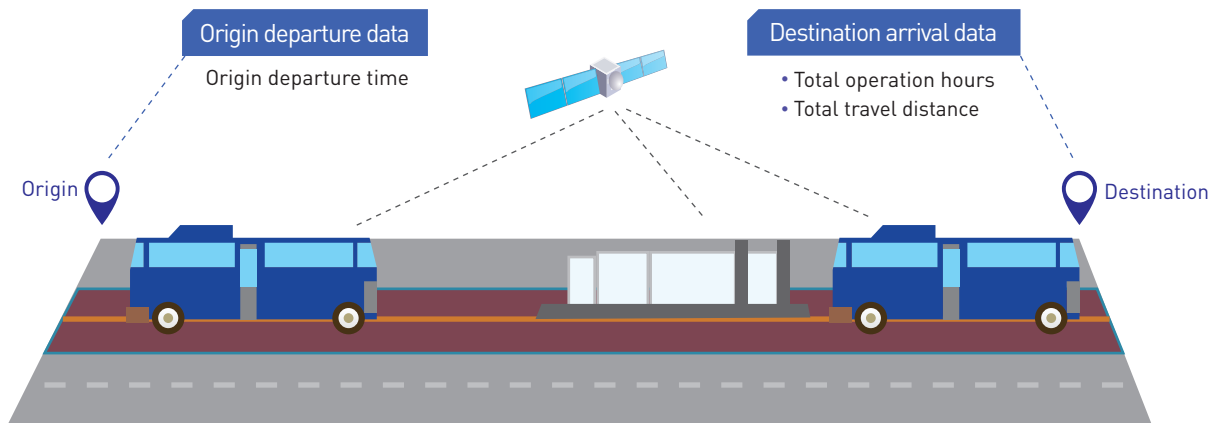 Origin departure data
Origin departure time
Destination arrival data
• Total operation hours
• Total travel distance
Origin
Destination